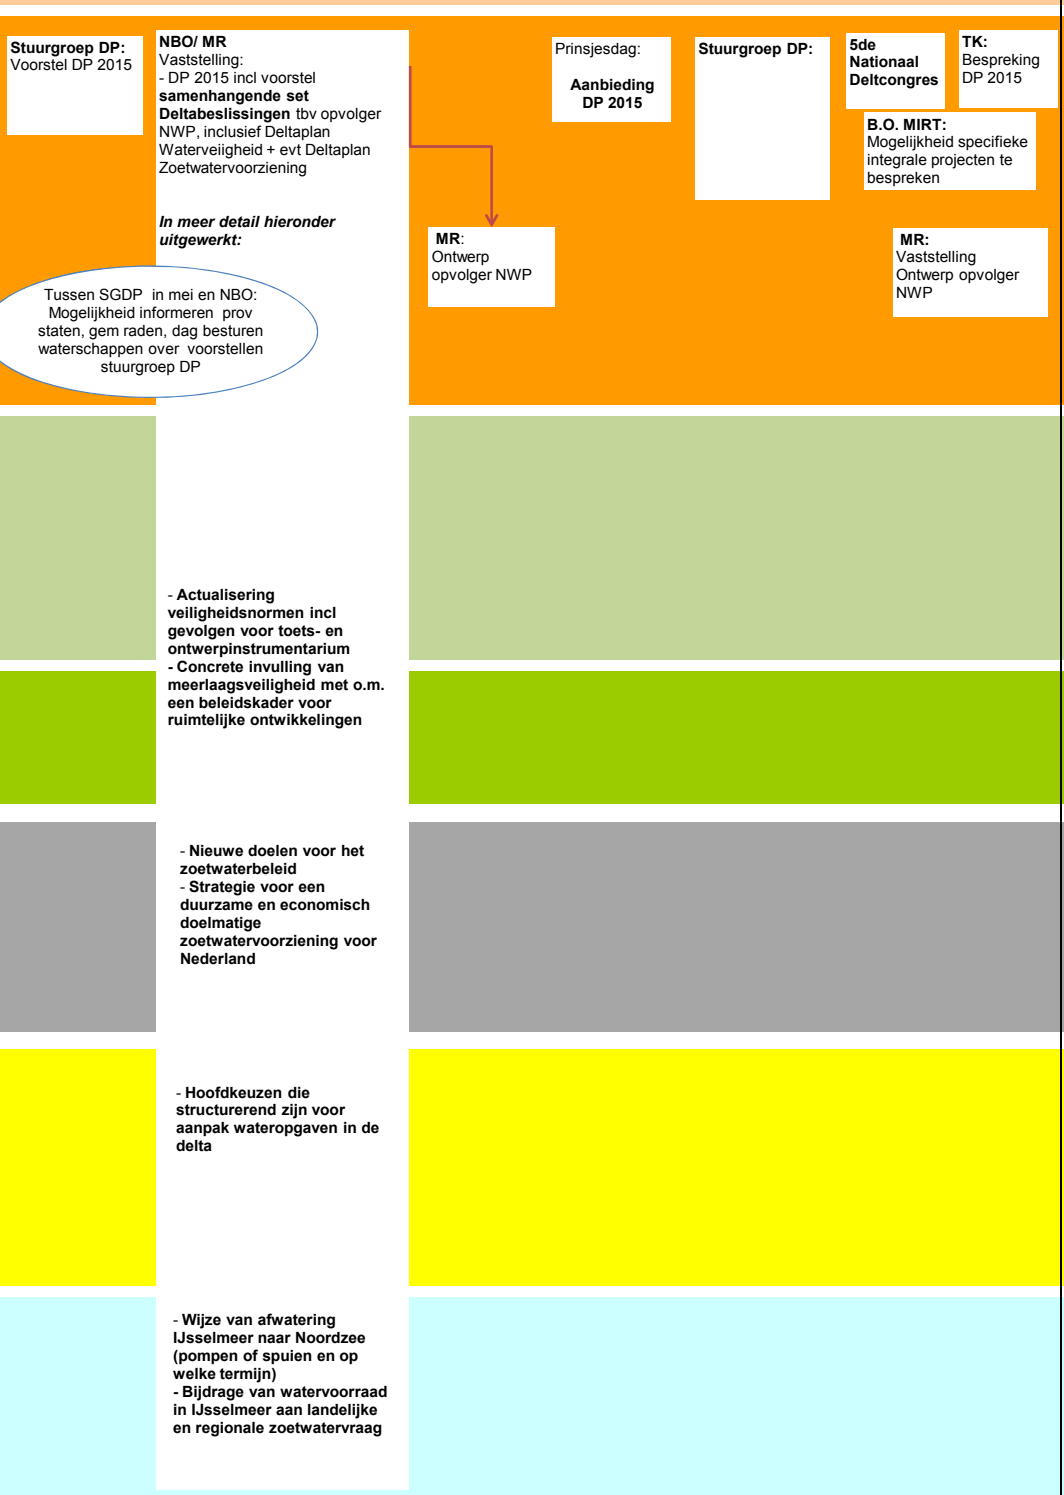 Stuurgroep DP:
Voorstel DP 2015
NBO/ MR
Vaststelling:
- DP 2015 incl voorstel
samenhangende set
Deltabeslissingen tbv opvolger
NWP, inclusief Deltaplan
Waterveiigheid + evt Deltaplan
Zoetwatervoorziening
In meer detail hieronder
uitgewerkt:
Tussen SGDP in mei en NBO:
Mogelijkheid informeren prov
staten, gem raden, dag besturen
waterschappen over voorstellen
stuurgroep DP
MR:
Ontwerp
opvolger NWP
Prinsjesdag:
Aanbieding
DP 2015
Stuurgroep DP:
5de
Nationaal
Deltcongres
TK:
Bespreking
DP 2015
B.O. MIRT:
Mogelijkheid specifieke
integrale projecten te
bespreken
MR:
Vaststelling
Ontwerp opvolger
NWP
- Actualisering
veiligheidsnormen incl
gevolgen voor toets- en
ontwerpinstrumentarium
- Concrete invulling van
meerlaagsveiligheid met o.m.
een beleidskader voor
ruimtelijke ontwikkelingen
- Nieuwe doelen voor het
zoetwaterbeleid
- Strategie voor een
duurzame en economisch
doelmatige
zoetwatervoorziening voor
Nederland
- Hoofdkeuzen die
structurerend zijn voor
aanpak wateropgaven in de
delta
- Wijze van afwatering
IJsselmeer naar Noordzee
(pompen of spuien en op
welke termijn)
- Bijdrage van watervoorraad
in IJsselmeer aan landelijke
en regionale zoetwatervraag